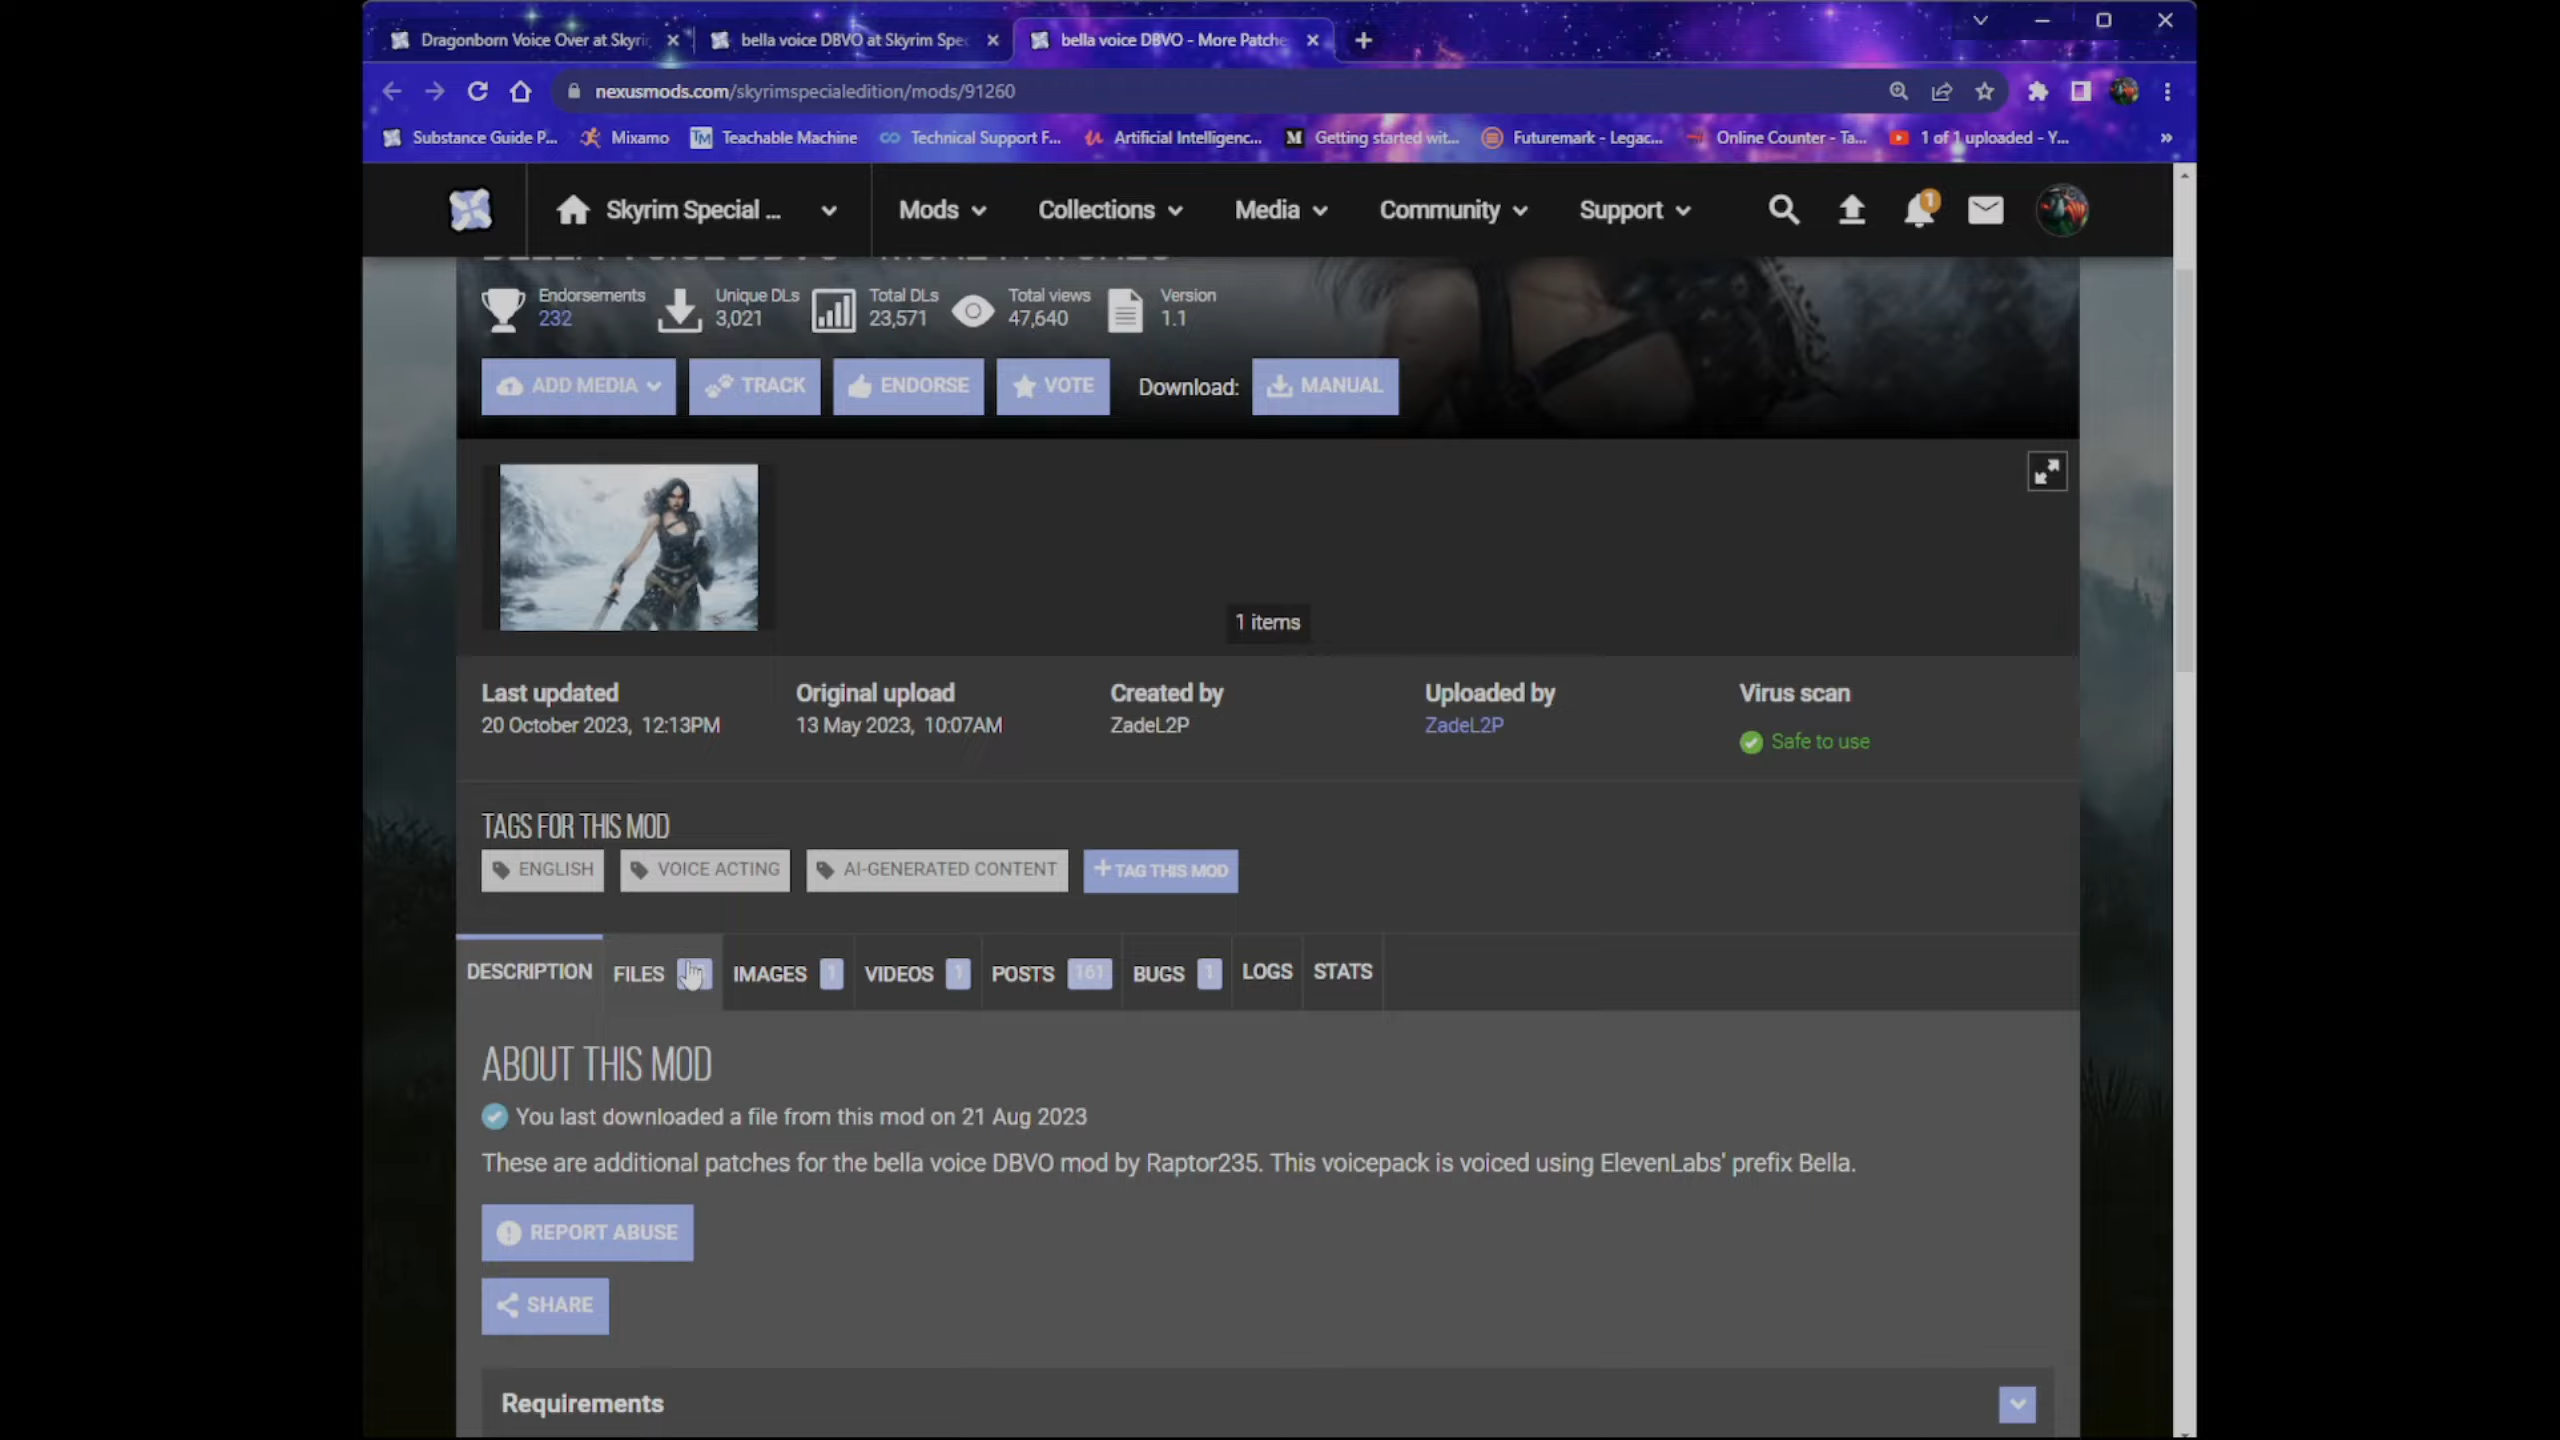 Dragonborn Voice Over at Skyri
bella voice DBVO at Skyrim Spec
bella voice DBVO - More Patche
nexusmods.com/skyrimspecialedition/mods/91260
Substance Guide P...
Mixamo
TM
Teachable Machine
Technical Support F...
Artificial Intelligenc...
M
Getting started wit...
Futuremark - Legac...
Online Counter - Ta...
1 of 1 uploaded - Y...
Skyrim Special ...
Mods
Collections
Media
Community
Support
1
Endorsements
232
Unique DLs
3,021
Total DLs
23,571
Total views
47,640
Version
1.1
ADD MEDIA
TRACK
ENDORSE
VOTE
Download:
MANUAL
1 items
Last updated
20 October 2023, 12:13PM
Original upload
13 May 2023, 10:07AM
Created by
ZadeL2P
Uploaded by
ZadeL2P
Virus scan
Safe to use
TAGS FOR THIS MOD
ENGLISH
VOICE ACTING
AI-GENERATED CONTENT
+TAG THIS MOD
DESCRIPTION
FILES
IMAGES 1
VIDEOS 1
POSTS 161
BUGS 1
LOGS
STATS
ABOUT THIS MOD
You last downloaded a file from this mod on 21 Aug 2023
These are additional patches for the bella voice DBVO mod by Raptor235. This voicepack is voiced using ElevenLabs' prefix Bella.
REPORT ABUSE
SHARE
Requirements